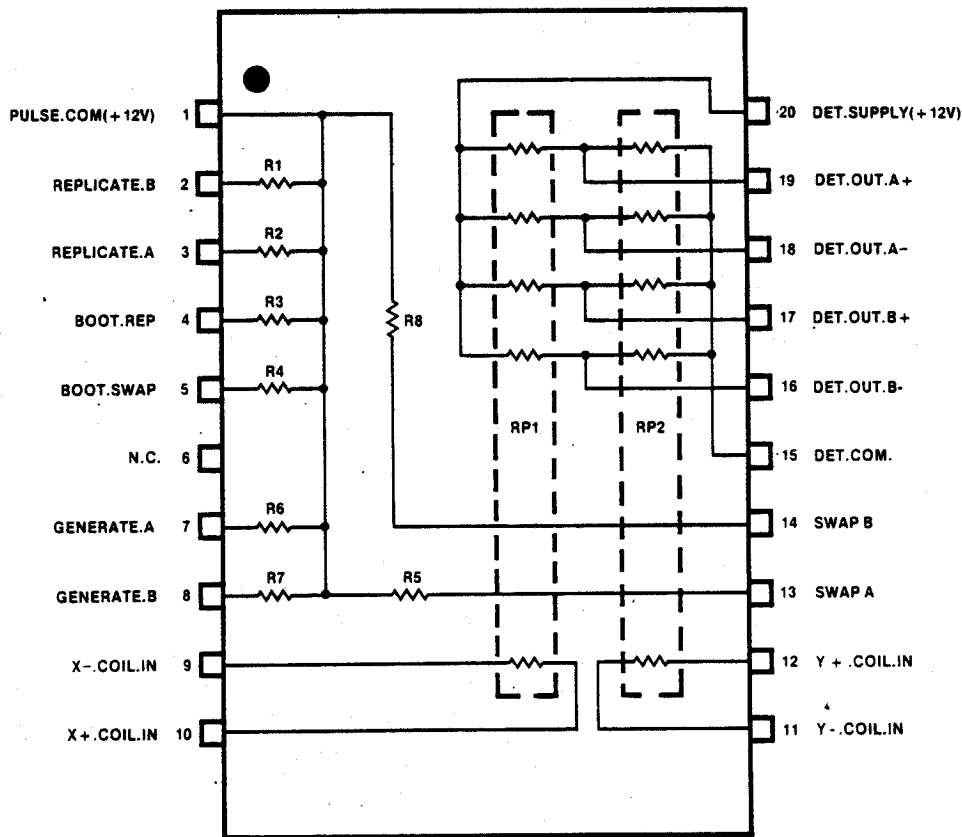 PULSE.COM(+12V) 1
REPLICATE.B 2
REPLICATE.A 3
BOOT.REP 4
BOOT.SWAP 5
N.C. 6
GENERATE.A 7
GENERATE.B 8
X-.COIL.IN 9
X+.COIL.IN 10
R1
R2
R3
R4
R6
R7
R5
R8
RP1
RP2
20 DET.SUPPLY(+12V)
19 DET.OUT.A+
18 DET.OUT.A-
17 DET.OUT.B+
16 DET.OUT.B-
15 DET.COM.
14 SWAP B
13 SWAP A
12 Y+.COIL.IN
11 Y-.COIL.IN